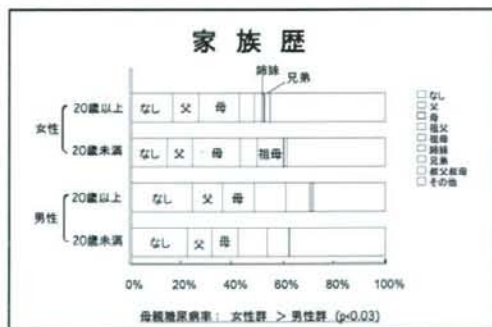 家 族 歴
姉妹
兄弟
女性
20歳以上
なし 父 母
20歳未満
なし 父 母 祖母
男性
20歳以上
なし 父 母
20歳未満
なし 父 母
0% 20% 40% 60% 80% 100%
□なし
□父
□母
□祖父
□祖母
□姉妹
□兄弟
□叔父叔母
□その他
母親糖尿病率： 女性群 > 男性群 (p<0.03)